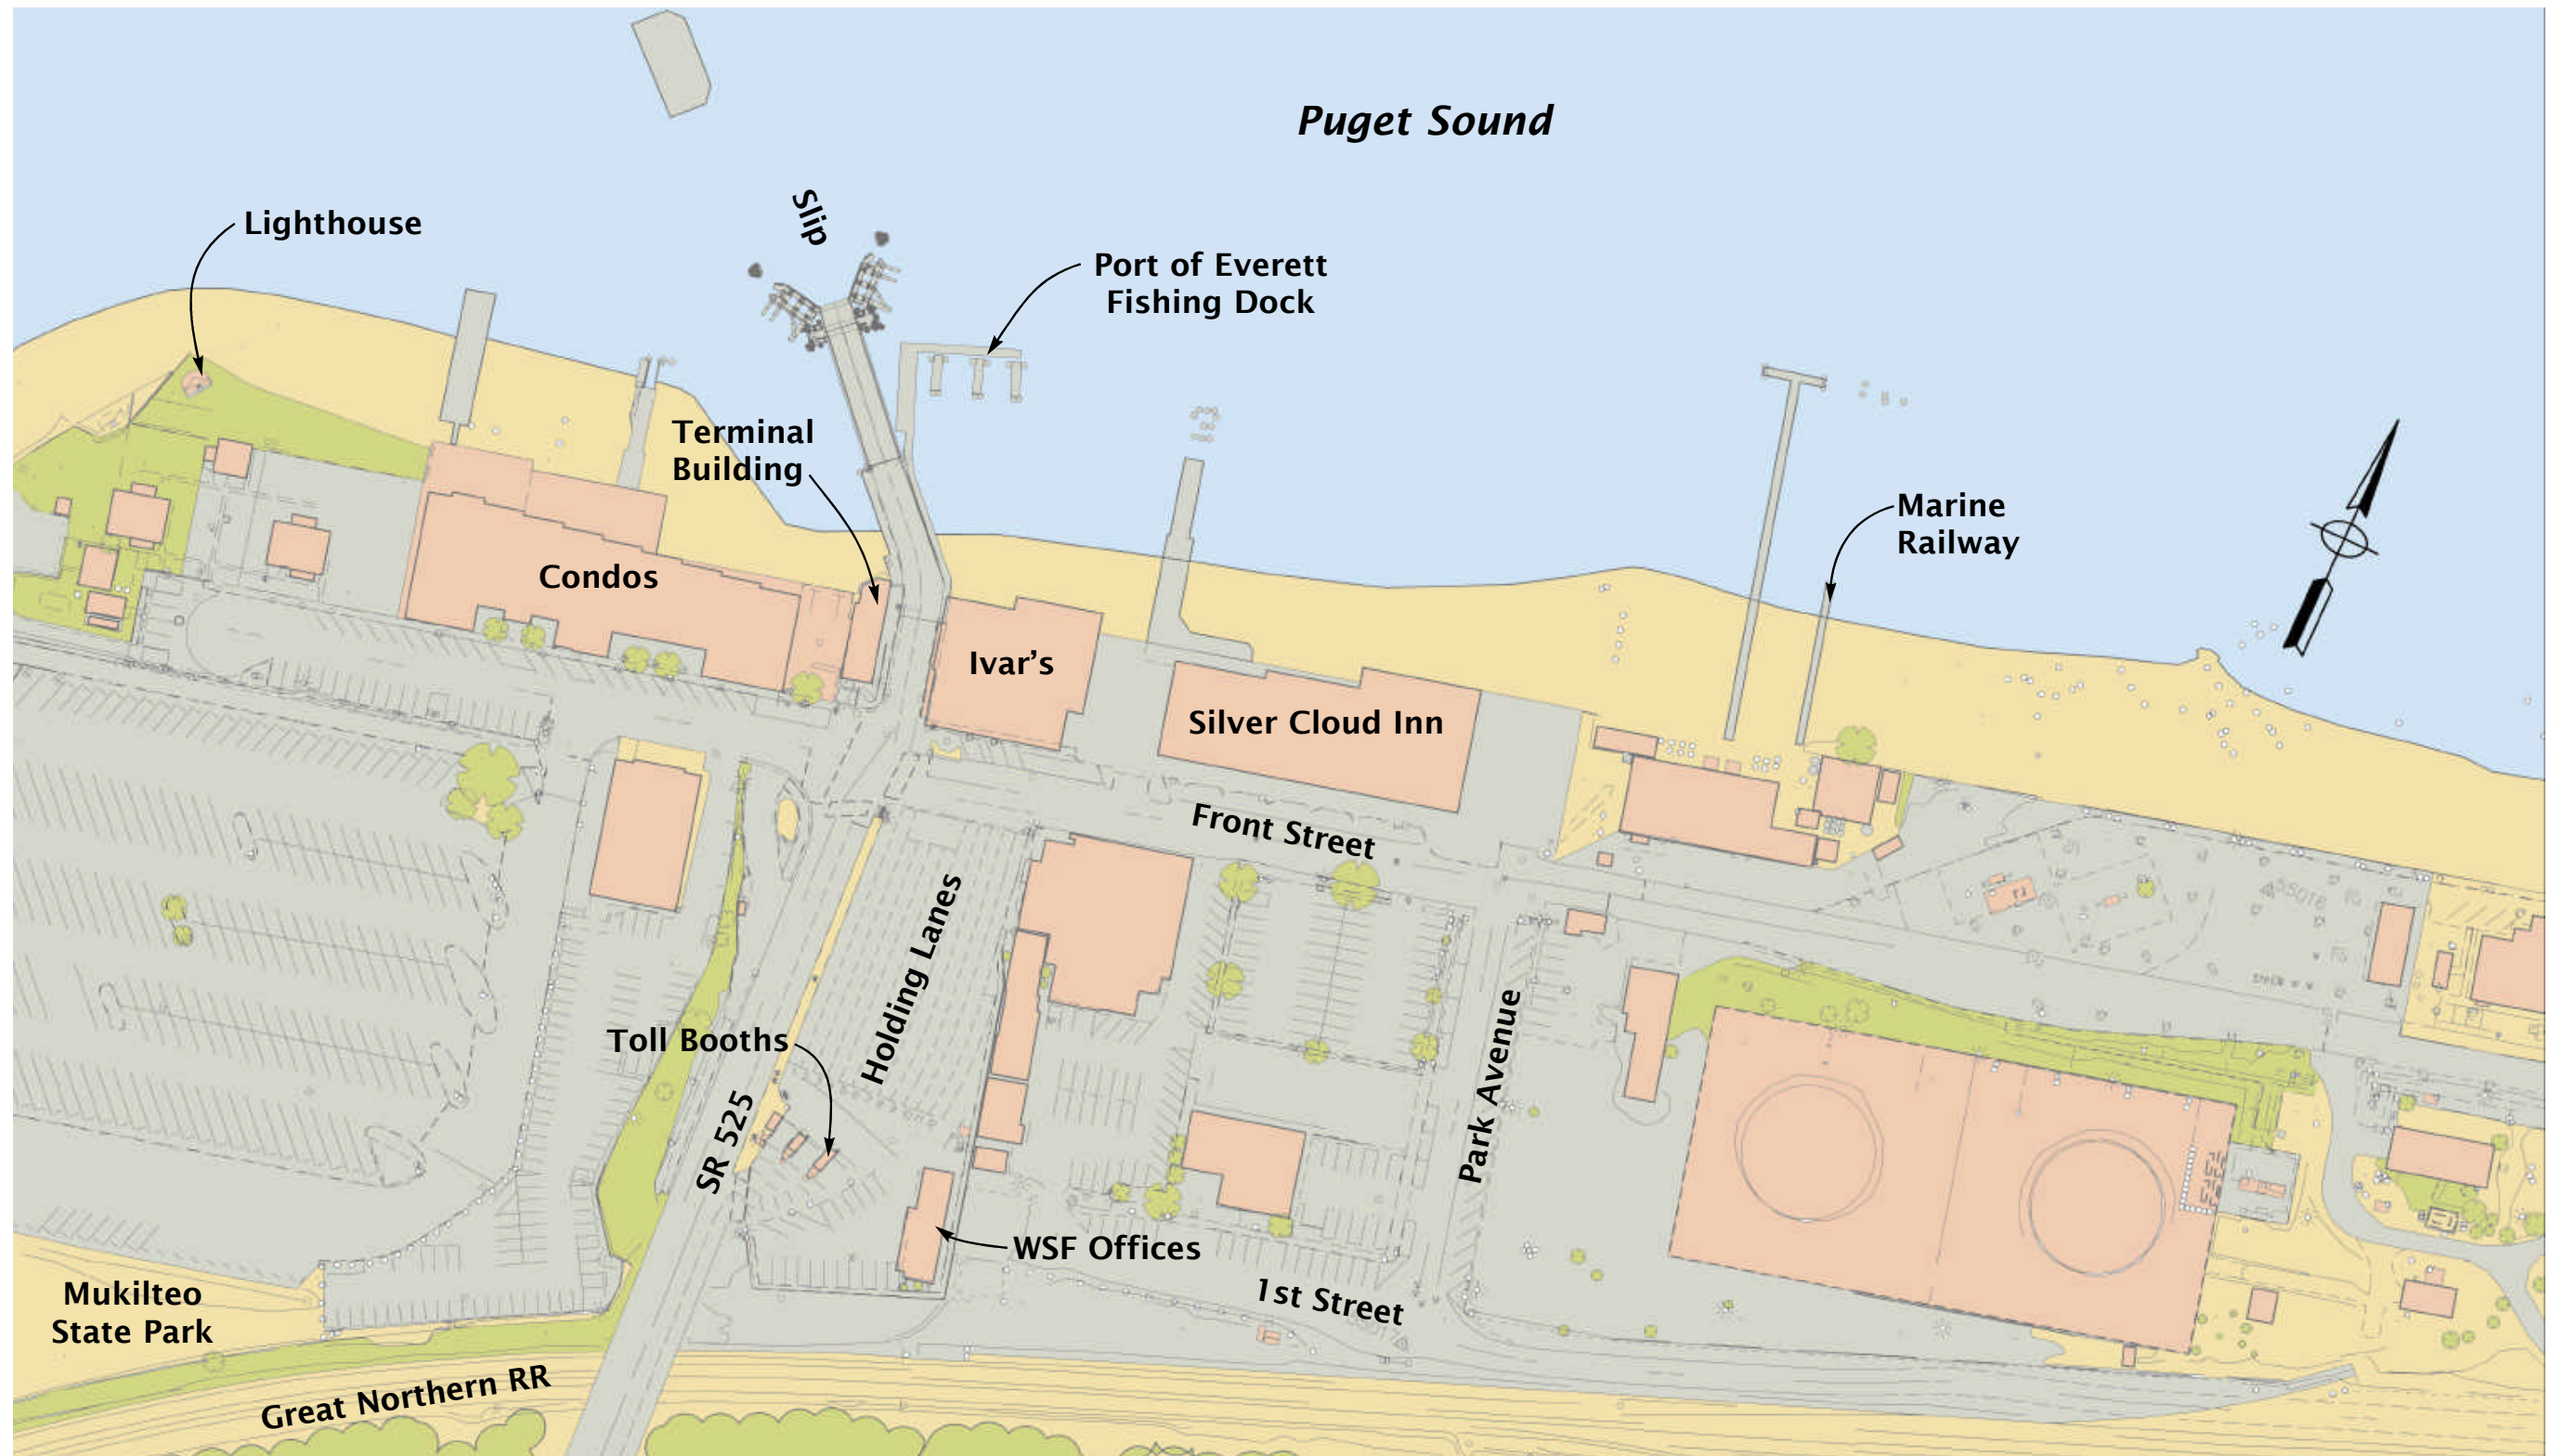 Puget Sound
Slip
Lighthouse
Port of Everett
Fishing Dock
Terminal
Building
Marine
Railway
Condos
Ivar’s
Silver Cloud Inn
Front Street
Holding Lanes
Toll Booths
Park Avenue
SR 525
WSF Offices
1st Street
Mukilteo
State Park
Great Northern RR